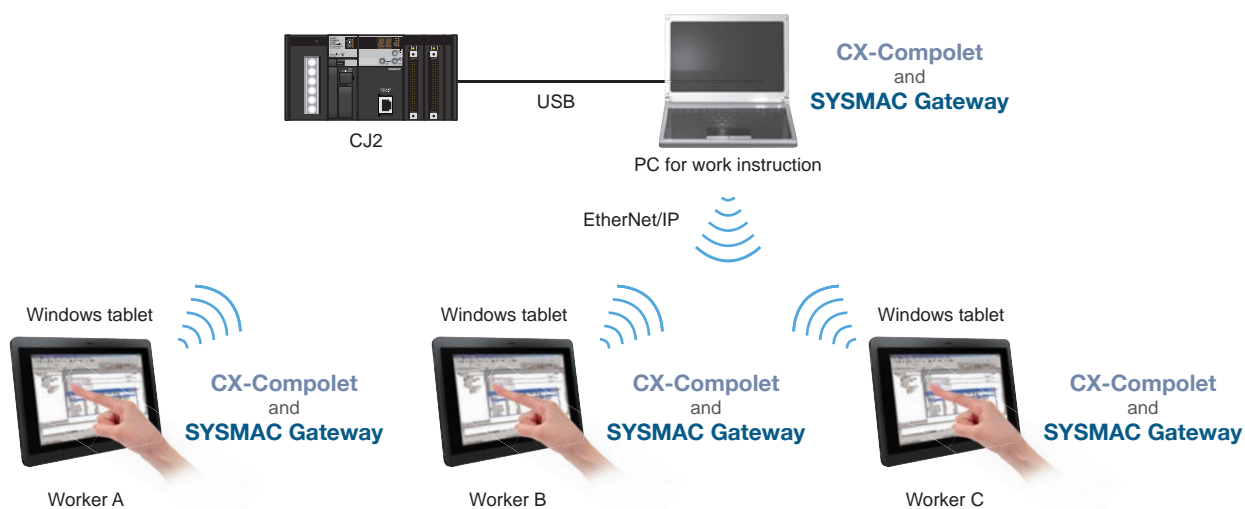 CX-Compolet
and
SYSMAC Gateway
USB
CJ2
PC for work instruction
EtherNet/IP
Windows tablet
Windows tablet
Windows tablet
CX-Compolet
and
SYSMAC Gateway
CX-Compolet
and
SYSMAC Gateway
CX-Compolet
and
SYSMAC Gateway
Worker A
Worker B
Worker C